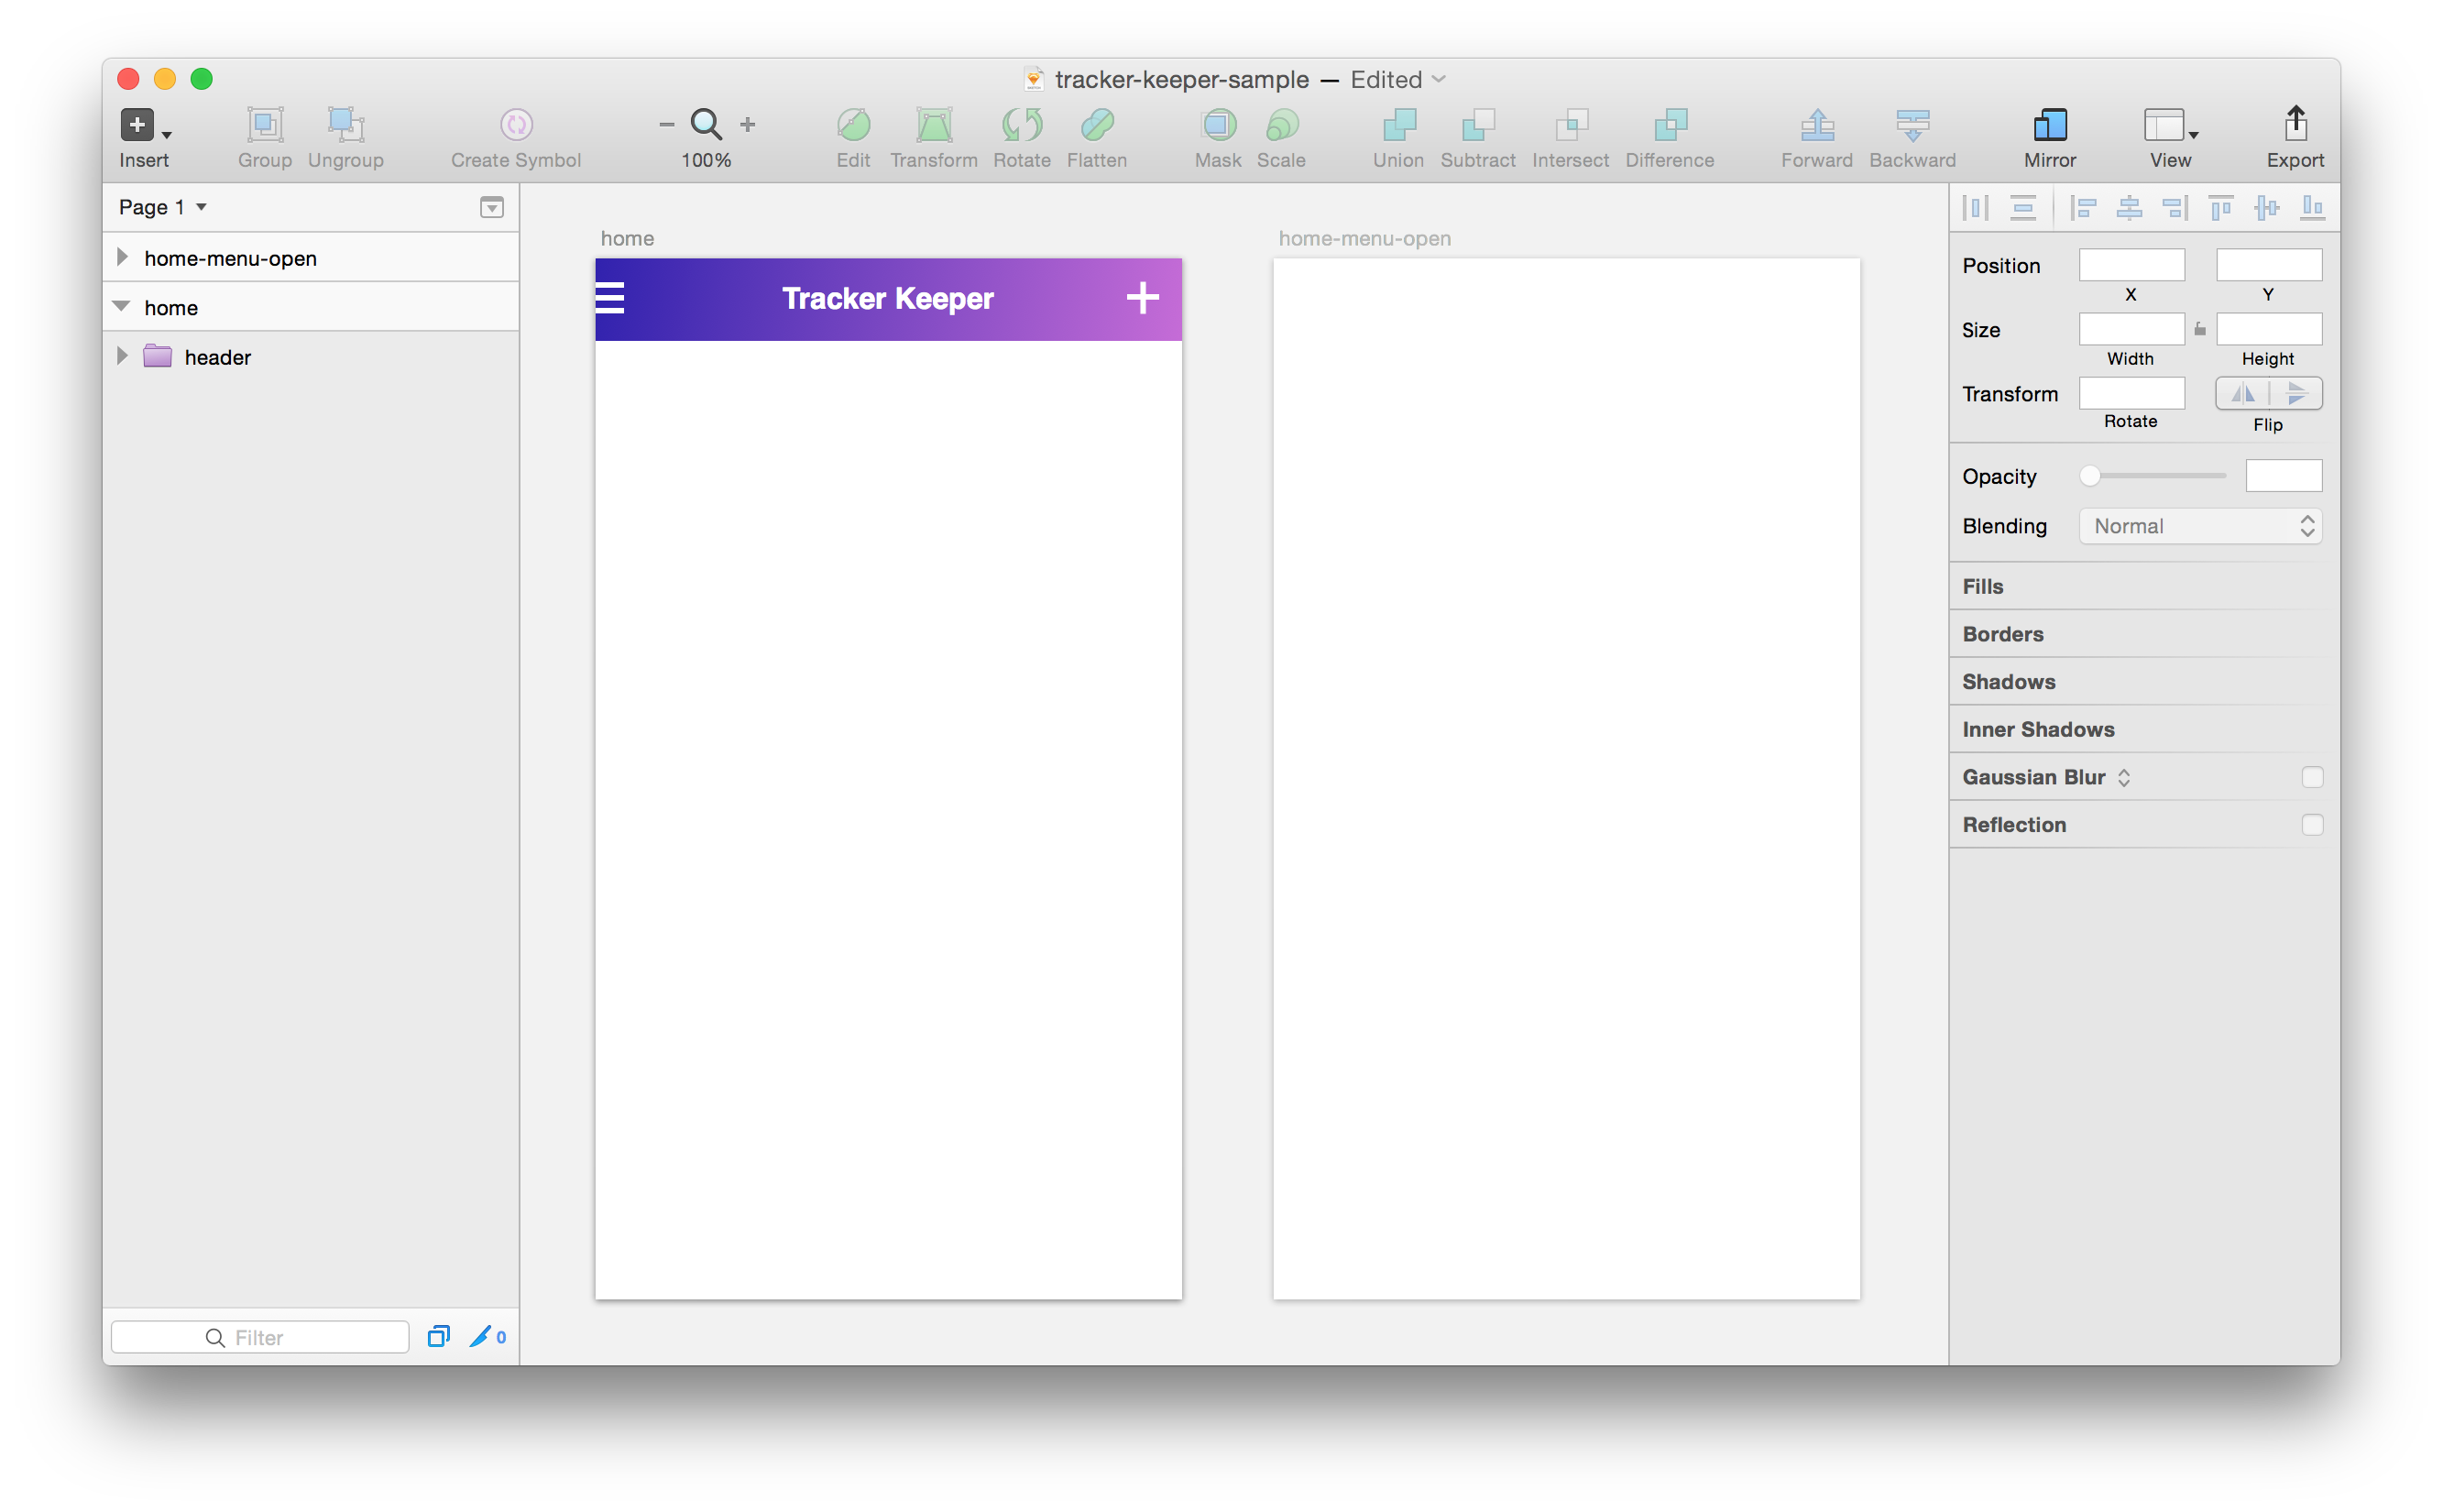 tracker-keeper-sample — Edited
Insert
Group
Ungroup
Create Symbol
100%
Edit
Transform
Rotate
Flatten
Mask
Scale
Union
Subtract
Intersect
Difference
Forward
Backward
Mirror
View
Export
Page 1
home-menu-open
home
header
Filter
0
home
Tracker Keeper
home-menu-open
Position
X
Y
Size
Width
Height
Transform
Rotate
Flip
Opacity
Blending
Normal
Fills
Borders
Shadows
Inner Shadows
Gaussian Blur
Reflection